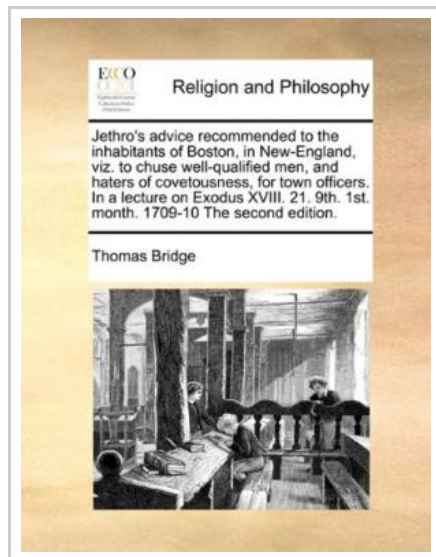 ECCO
Religion and Philosophy
Jethro's advice recommended to the
inhabitants of Boston, in New-England,
viz. to chuse well-qualified men, and
haters of covetousness, for town officers.
In a lecture on Exodus XVIII. 21. 9th. 1st.
month. 1709-10 The second edition.
Thomas Bridge